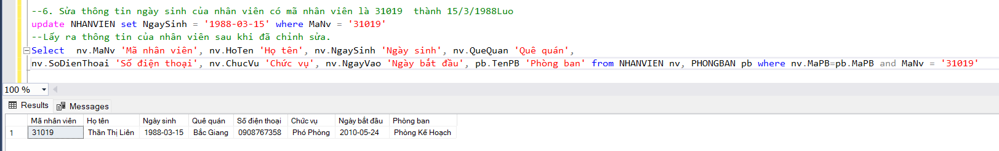 --6. Sửa thông tin ngày sinh của nhân viên có mã nhân viên là 31019  thành 15/3/1988Luo
update NHANVIEN set NgaySinh = '1988-03-15' where MaNv = '31019'
--Lấy ra thông tin của nhân viên sau khi đã chỉnh sửa.
Select  nv.MaNv 'Mã nhân viên', nv.HoTen 'Họ tên', nv.NgaySinh 'Ngày sinh', nv.QueQuan 'Quê quán',
nv.SoDienThoai 'Số điện thoại', nv.ChucVu 'Chức vụ', nv.NgayVao 'Ngày bắt đầu', pb.TenPB 'Phòng ban' from NHANVIEN nv, PHONGBAN pb where nv.MaPB=pb.MaPB and MaNv = '31019'
100 %
Results Messages
Mã nhân viên Họ tên Ngày sinh Quê quán Số điện thoại Chức vụ Ngày bắt đầu Phòng ban
1 31019 Thần Thị Liên 1988-03-15 Bắc Giang 0908767358 Phó Phòng 2010-05-24 Phòng Kế Hoạch